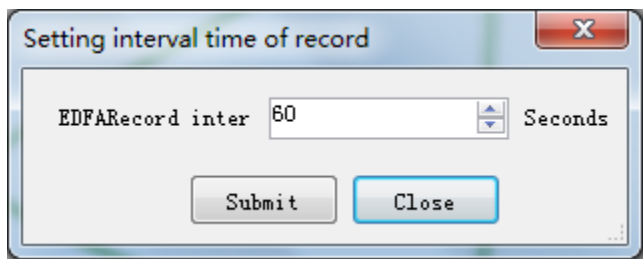 Setting interval time of record
EDFARecord inter 60 Seconds
Submit Close